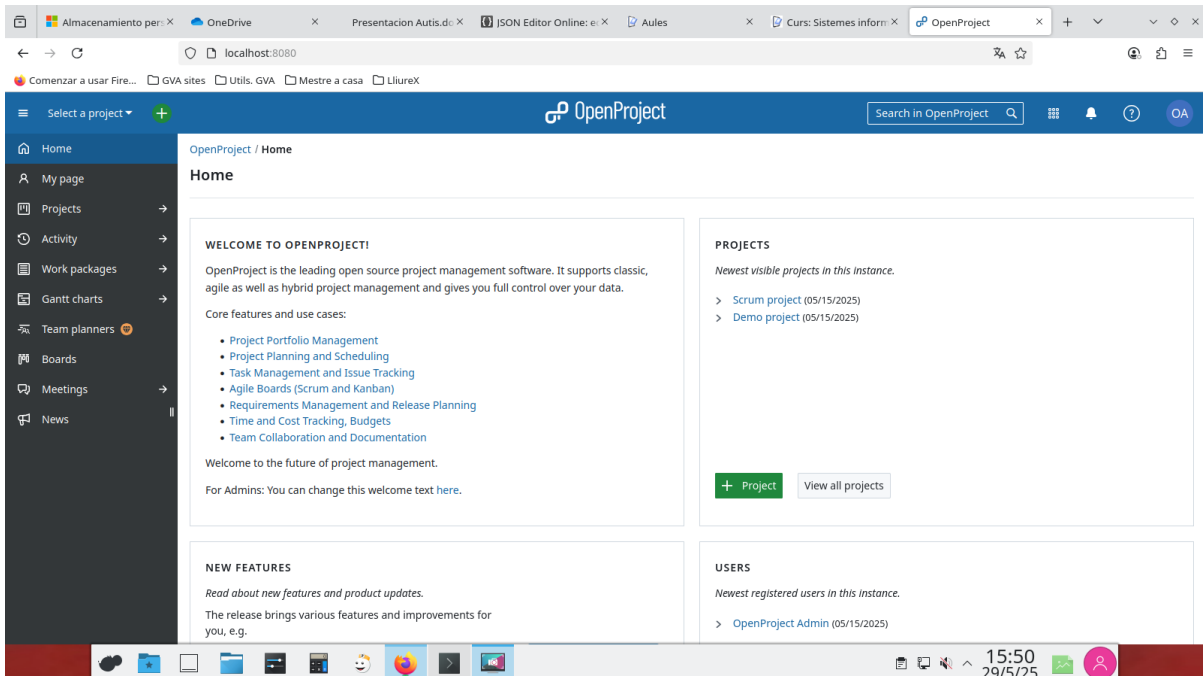 Almacenamiento pers
OneDrive
Presentacion Autis.do
JSON Editor Online: e
Aules
Curs: Sistemes inform
OpenProject
localhost:8080
Comenzar a usar Fire...
GVA sites
Utils. GVA
Mestre a casa
LliureX
Select a project
OpenProject
Search in OpenProject
OA
Home
My page
Projects
Activity
Work packages
Gantt charts
Team planners
Boards
Meetings
News
OpenProject / Home
Home
WELCOME TO OPENPROJECT!
OpenProject is the leading open source project management software. It supports classic,
agile as well as hybrid project management and gives you full control over your data.
Core features and use cases:
• Project Portfolio Management
• Project Planning and Scheduling
• Task Management and Issue Tracking
• Agile Boards (Scrum and Kanban)
• Requirements Management and Release Planning
• Time and Cost Tracking, Budgets
• Team Collaboration and Documentation
Welcome to the future of project management.
For Admins: You can change this welcome text here.
PROJECTS
Newest visible projects in this instance.
Scrum project (05/15/2025)
Demo project (05/15/2025)
+ Project
View all projects
NEW FEATURES
Read about new features and product updates.
The release brings various features and improvements for
you, e.g.
USERS
Newest registered users in this instance.
OpenProject Admin (05/15/2025)
15:50
29/5/25